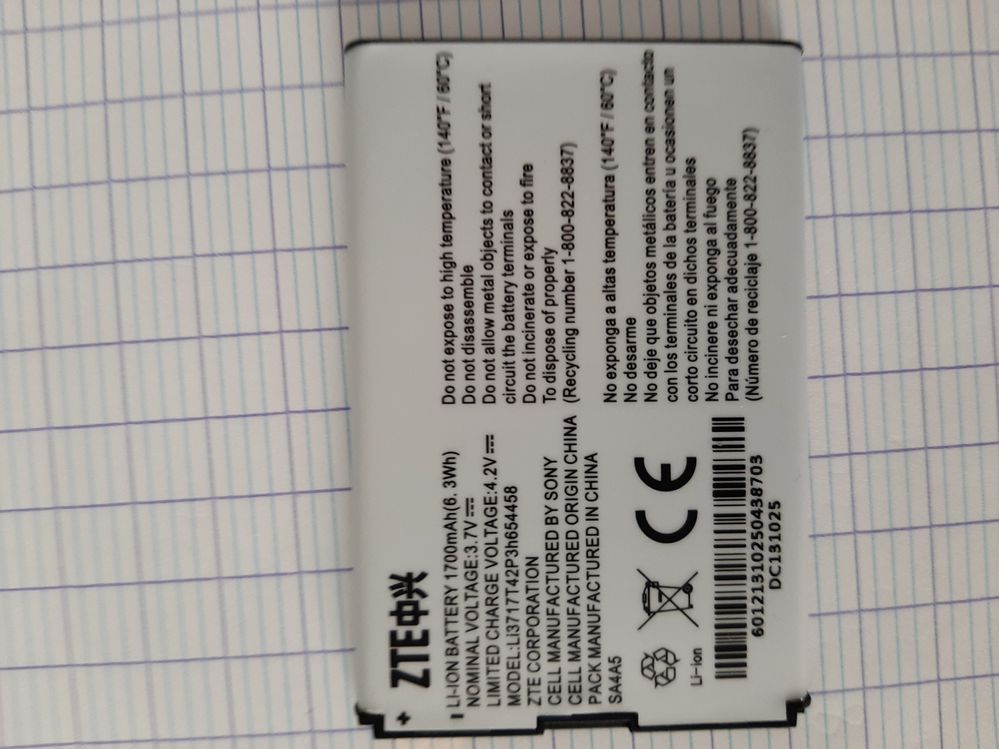 ZTE中兴
LI-ION BATTERY 1700mAh(6.3Wh)
NOMINAL VOLTAGE:3.7V
LIMITED CHARGE VOLTAGE:4.2V
MODEL:Li3717T42P3h654458
ZTE CORPORATION
CELL MANUFACTURED BY SONY
CELL MANUFACTURED ORIGIN CHINA
PACK MANUFACTURED IN CHINA
SA4A5
CE
Li-ion
60121310250438703
DC131025
Do not expose to high temperature (140°F / 60°C)
Do not disassemble
Do not allow metal objects to contact or short
circuit the battery terminals
Do not incinerate or expose to fire
To dispose of properly
(Recycling number 1-800-822-8837)
No exponga a altas temperatura (140°F / 60°C)
No desarme
No deje que objetos metálicos entren en contacto
con los terminales de la batería u ocasionen un
corto circuito en dichos terminales
No incinere ni exponga al fuego
Para desechar adecuadamente
(Número de reciclaje 1-800-822-8837)